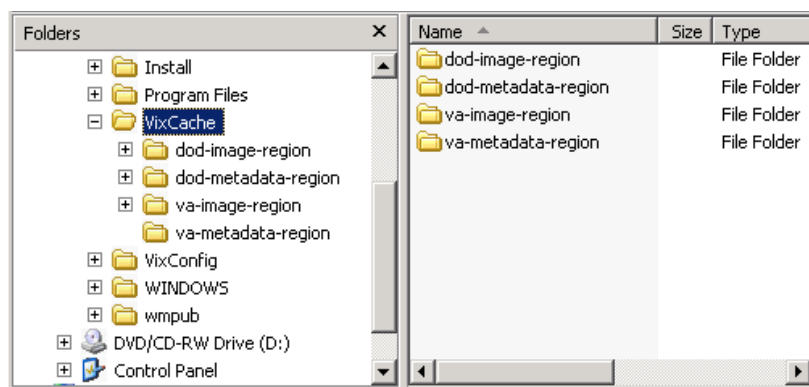 Folders
Install
Program Files
VixCache
dod-image-region
dod-metadata-region
va-image-region
va-metadata-region
VixConfig
WINDOWS
wmpub
DVD/CD-RW Drive (D:)
Control Panel
Name Size Type
dod-image-region File Folder
dod-metadata-region File Folder
va-image-region File Folder
va-metadata-region File Folder